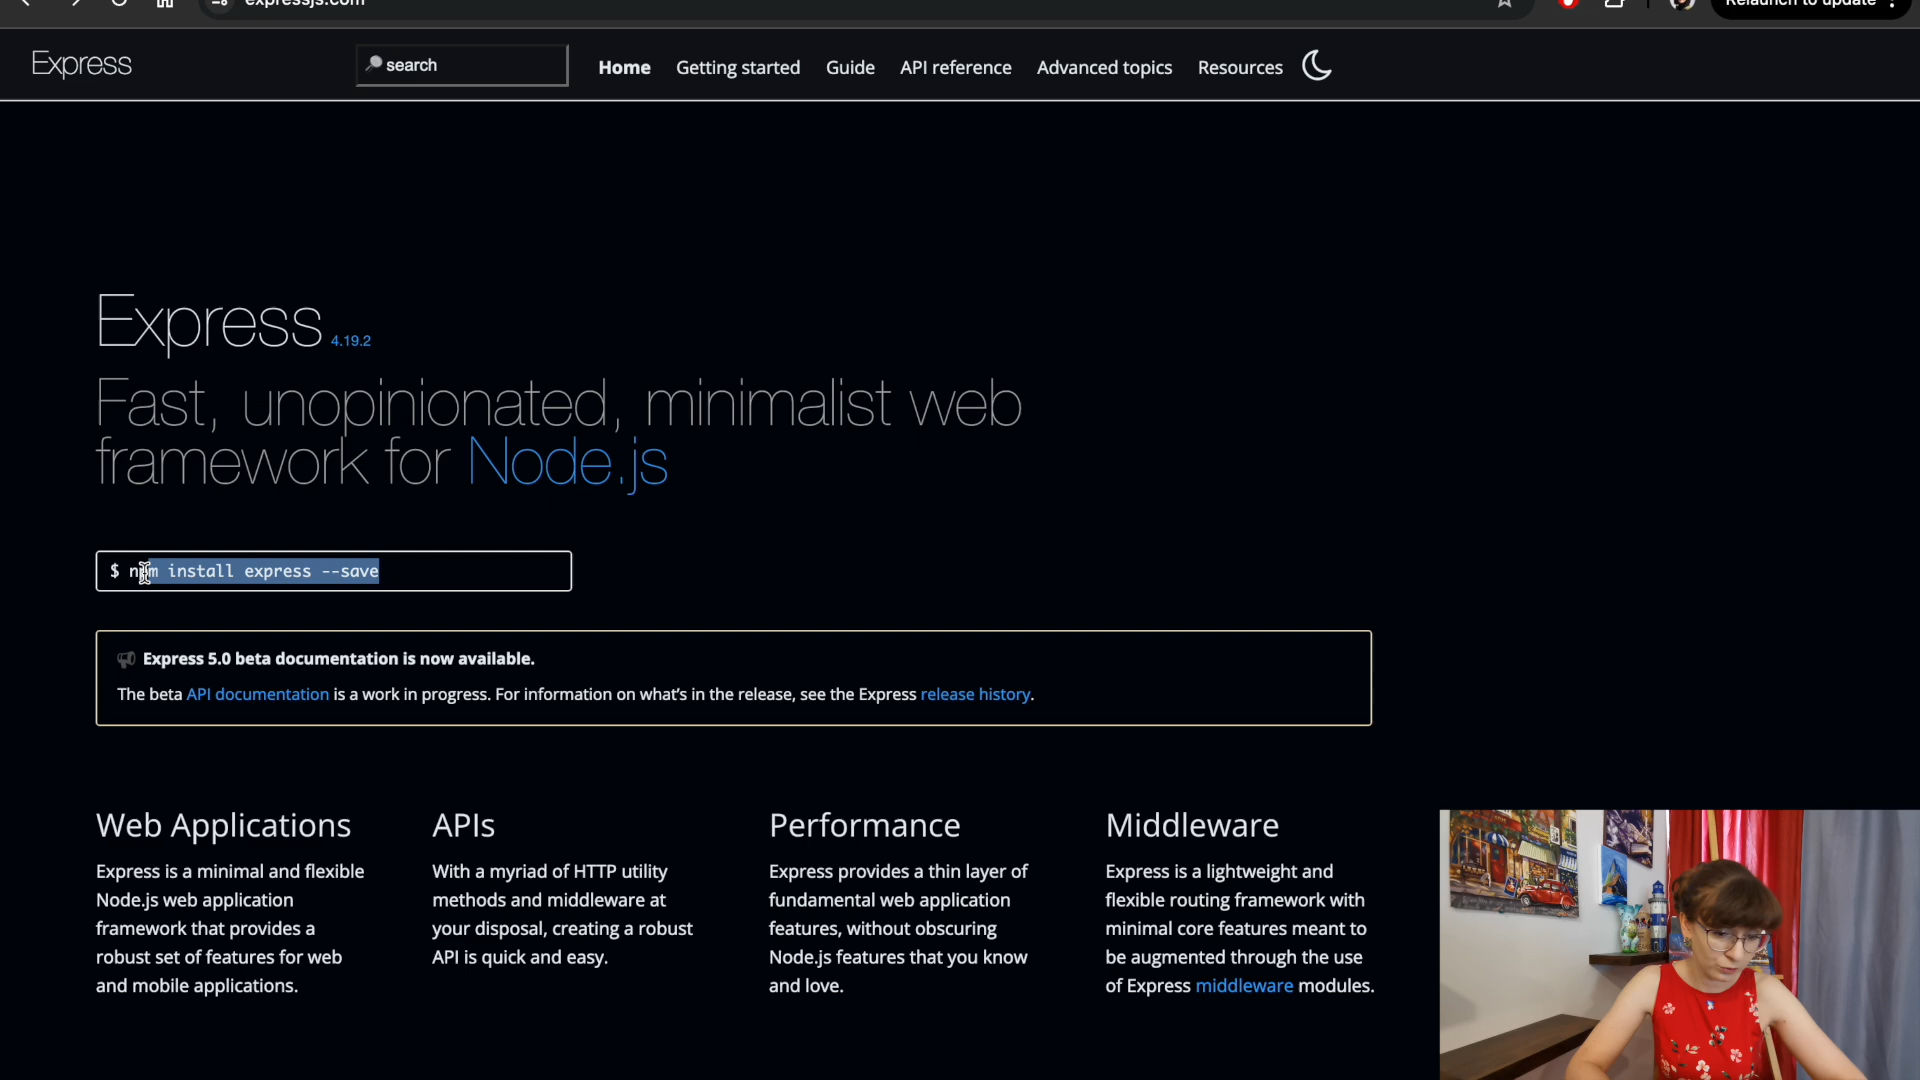 expressjs.com
Relaunch to update
Express
search
Home
Getting started
Guide
API reference
Advanced topics
Resources
Express 4.19.2
Fast, unopinionated, minimalist web
framework for Node.js
$ npm install express --save
Express 5.0 beta documentation is now available.
The beta API documentation is a work in progress. For information on what's in the release, see the Express release history.
Web Applications
Express is a minimal and flexible
Node.js web application
framework that provides a
robust set of features for web
and mobile applications.
APIs
With a myriad of HTTP utility
methods and middleware at
your disposal, creating a robust
API is quick and easy.
Performance
Express provides a thin layer of
fundamental web application
features, without obscuring
Node.js features that you know
and love.
Middleware
Express is a lightweight and
flexible routing framework with
minimal core features meant to
be augmented through the use
of Express middleware modules.